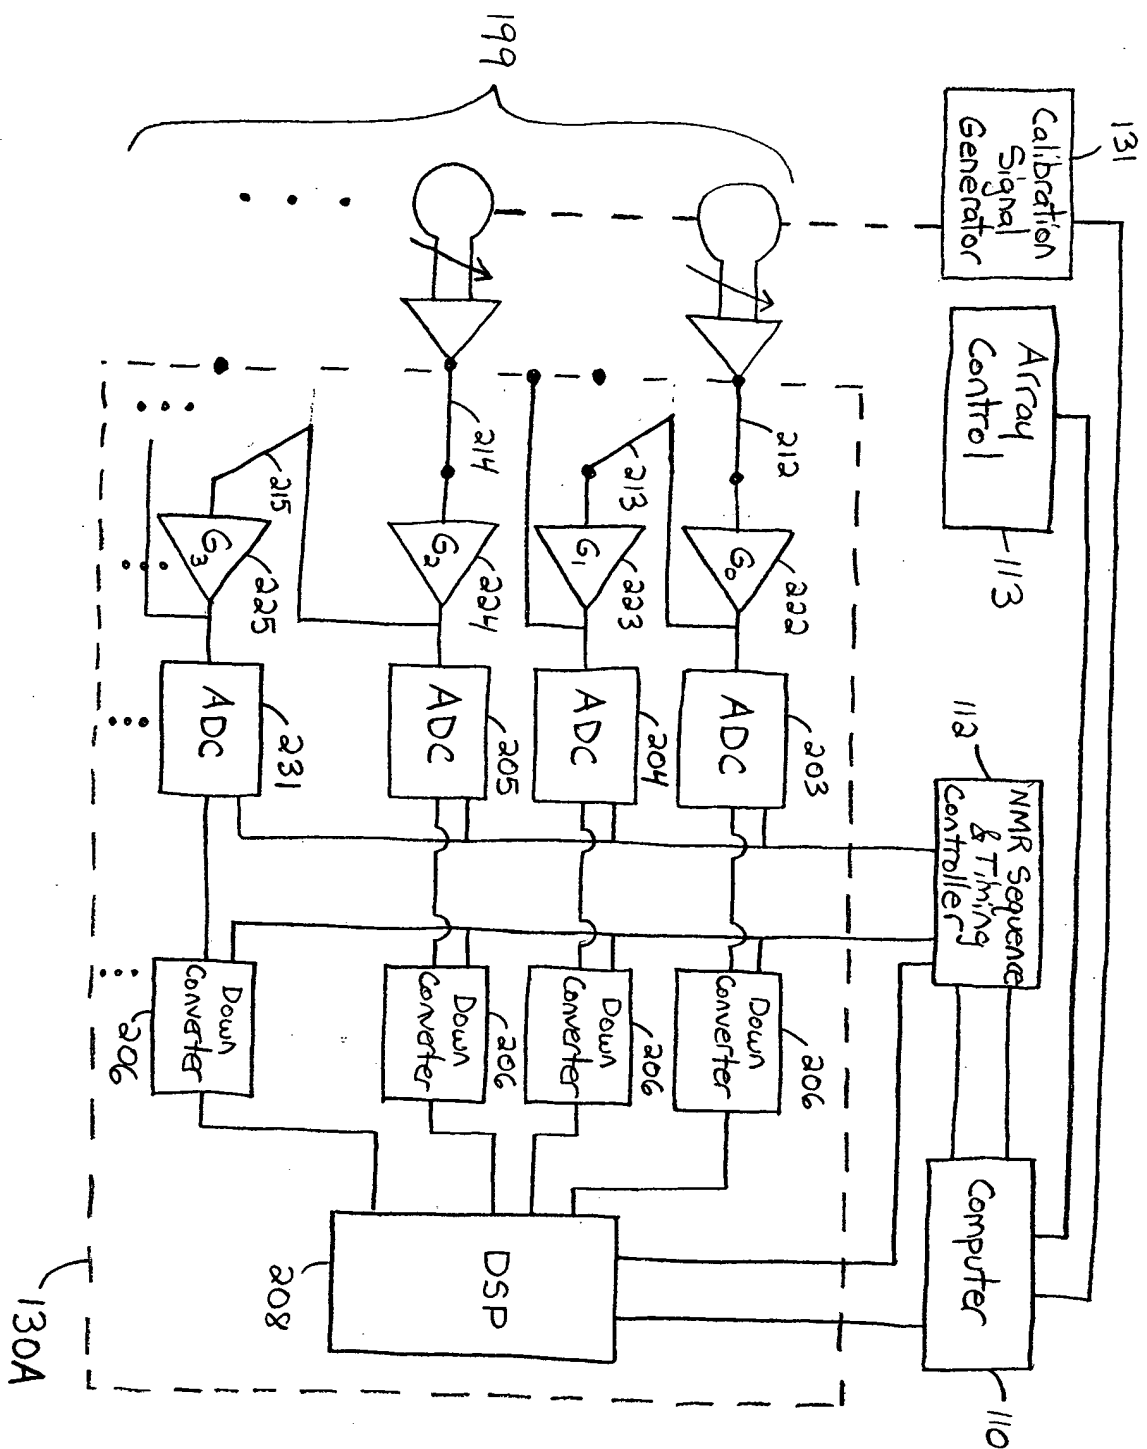 131
Calibration
Signal
Generator
Array
Control
113
112
NMR Sequence
& Timing
Controller
Computer
110
199
212
G0
222
ADC
203
Down
Converter
206
213
G1
223
ADC
204
Down
Converter
206
214
G2
224
ADC
205
Down
Converter
206
215
G3
225
ADC
231
Down
Converter
206
DSP
208
130A